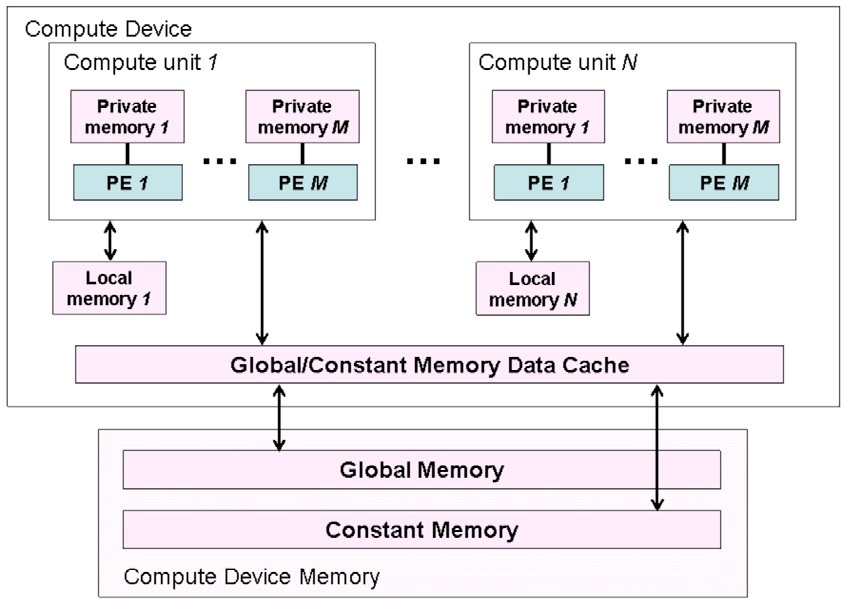 Compute Device
Compute unit 1
Compute unit N
Private
memory 1
Private
memory M
Private
memory 1
Private
memory M
...
...
...
PE 1
PE M
PE 1
PE M
Local
memory 1
Local
memory N
Global/Constant Memory Data Cache
Global Memory
Constant Memory
Compute Device Memory